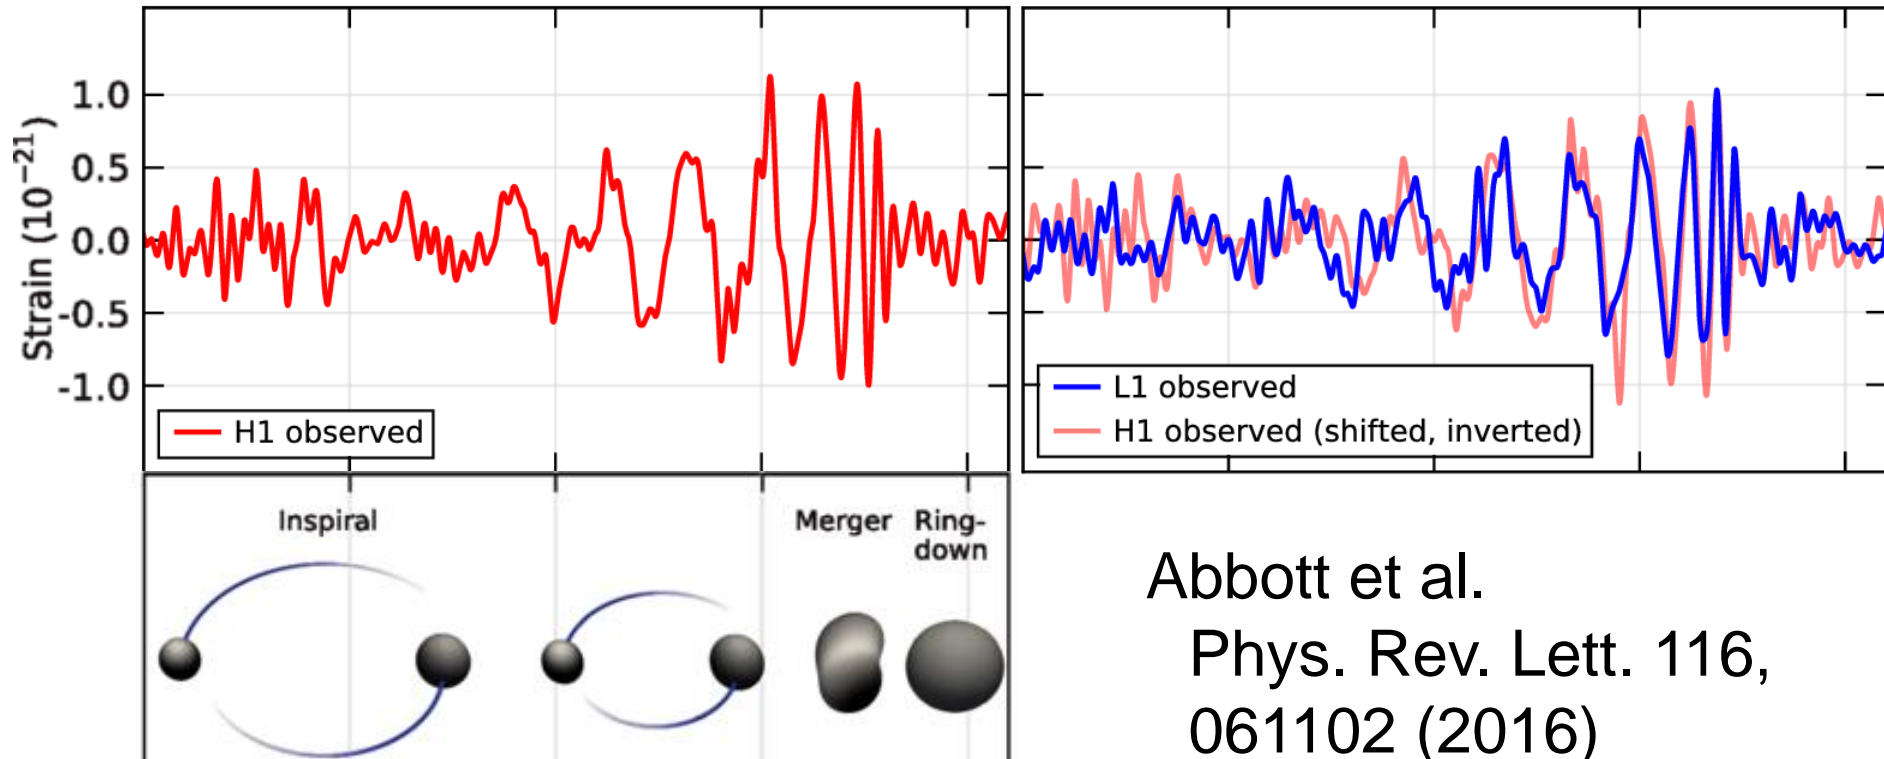 Strain (10⁻²¹)
1.0
0.5
0.0
-0.5
-1.0
H1 observed
L1 observed
H1 observed (shifted, inverted)
Inspiral
Merger
Ring-
down
Abbott et al.
Phys. Rev. Lett. 116,
061102 (2016)